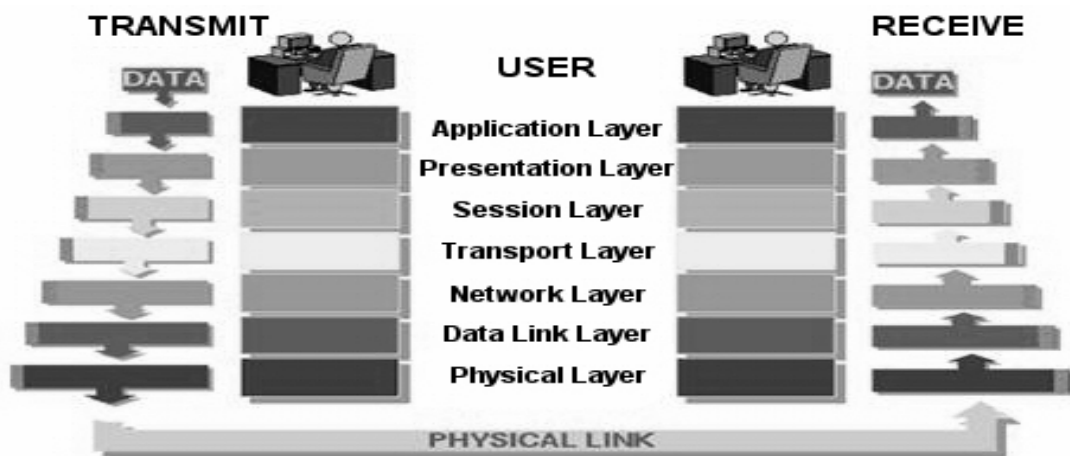 TRANSMIT
RECEIVE
USER
DATA
DATA
Application Layer
Presentation Layer
Session Layer
Transport Layer
Network Layer
Data Link Layer
Physical Layer
PHYSICAL LINK